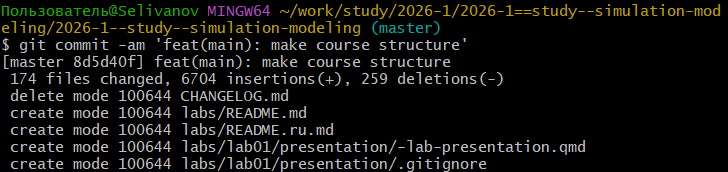 Пользователь@Selivanov MINGW64 ~/work/study/2026-1/2026-1==study--simulation-mod
eling/2026-1--study--simulation-modeling (master)
$ git commit -am 'feat(main): make course structure'
[master 8d5d40f] feat(main): make course structure
 174 files changed, 6704 insertions(+), 259 deletions(-)
 delete mode 100644 CHANGELOG.md
 create mode 100644 labs/README.md
 create mode 100644 labs/README.ru.md
 create mode 100644 labs/lab01/presentation/-lab-presentation.qmd
 create mode 100644 labs/lab01/presentation/.gitignore